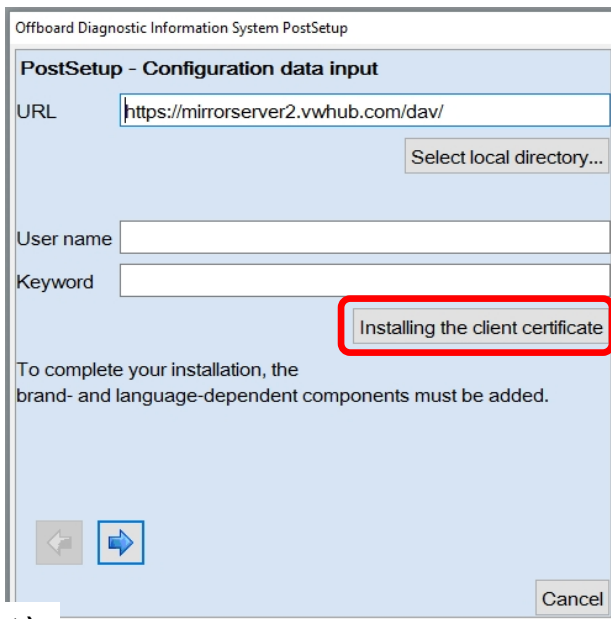 Offboard Diagnostic Information System PostSetup
PostSetup - Configuration data input
URL
https://mirrorserver2.vwhub.com/dav/
Select local directory...
User name
Keyword
Installing the client certificate
To complete your installation, the
brand- and language-dependent components must be added.
Cancel